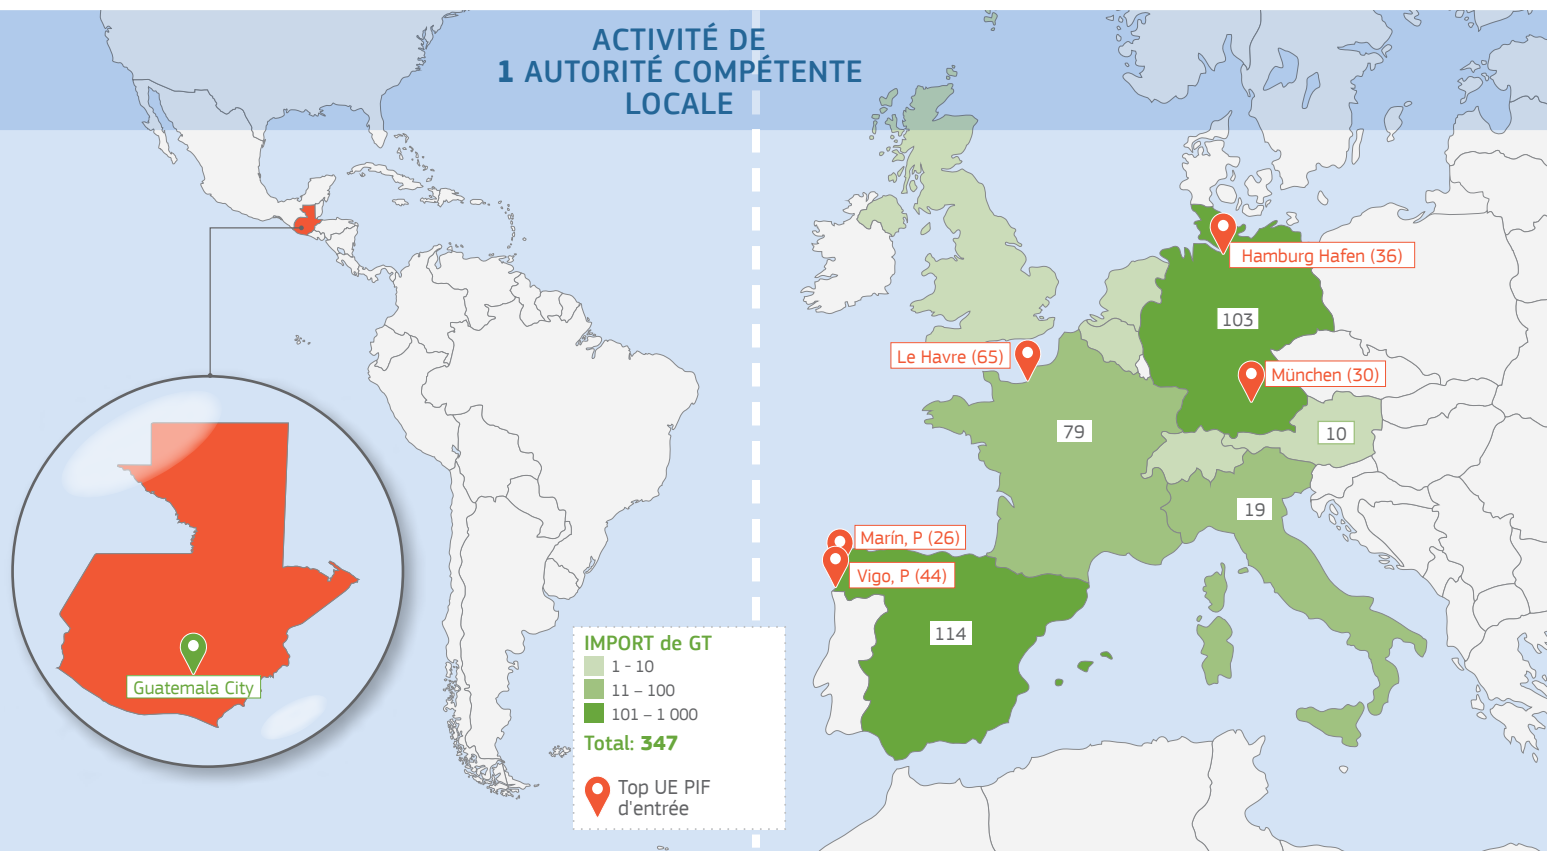 ACTIVITÉ DE
1 AUTORITÉ COMPÉTENTE
LOCALE
Hamburg Hafen (36)
103
Le Havre (65)
München (30)
79
10
19
Marín, P (26)
Vigo, P (44)
114
Guatemala City
IMPORT de GT
1 - 10
11 – 100
101 – 1 000
Total: 347
Top UE PIF
d'entrée